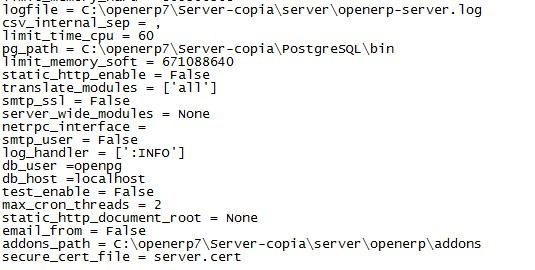 logfile = C:\openerp7\Server-copia\server\openerp-server.log
csv_internal_sep = ,
limit_time_cpu = 60
pg_path = C:\openerp7\Server-copia\PostgreSQL\bin
limit_memory_soft = 671088640
static_http_enable = False
translate_modules = ['all']
smtp_ssl = False
server_wide_modules = None
netrpc_interface =
smtp_user = False
log_handler = [':INFO']
db_user =openpg
db_host =localhost
test_enable = False
max_cron_threads = 2
static_http_document_root = None
email_from = False
addons_path = C:\openerp7\Server-copia\server\openerp\addons
secure_cert_file = server.cert